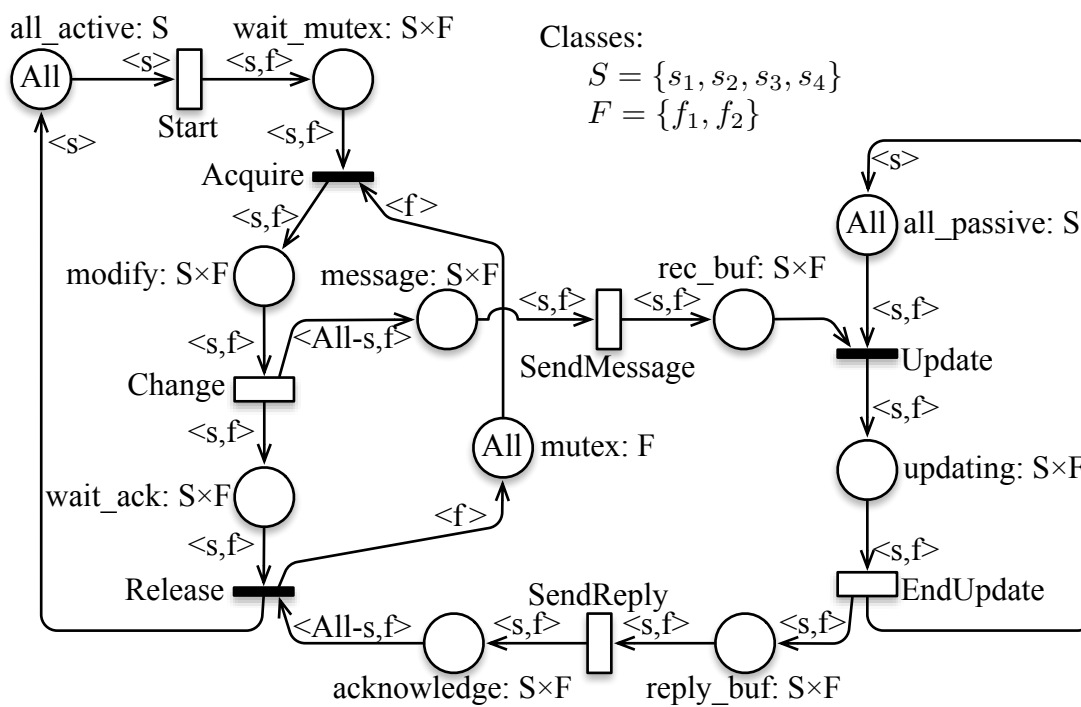 all_active: S
wait_mutex: S×F
Classes:
S = {s1, s2, s3, s4}
F = {f1, f2}
All
<s>
<s,f>
Start
<s,f>
<s>
Acquire
<f>
<s>
<s,f>
All
all_passive: S
modify: S×F
message: S×F
rec_buf: S×F
<s,f>
<s,f>
<s,f>
<s,f>
<All-s,f>
SendMessage
Update
Change
<s,f>
<s,f>
All
mutex: F
updating: S×F
wait_ack: S×F
<f>
<s,f>
<s,f>
Release
SendReply
EndUpdate
<All-s,f>
<s,f>
<s,f>
<s,f>
acknowledge: S×F
reply_buf: S×F